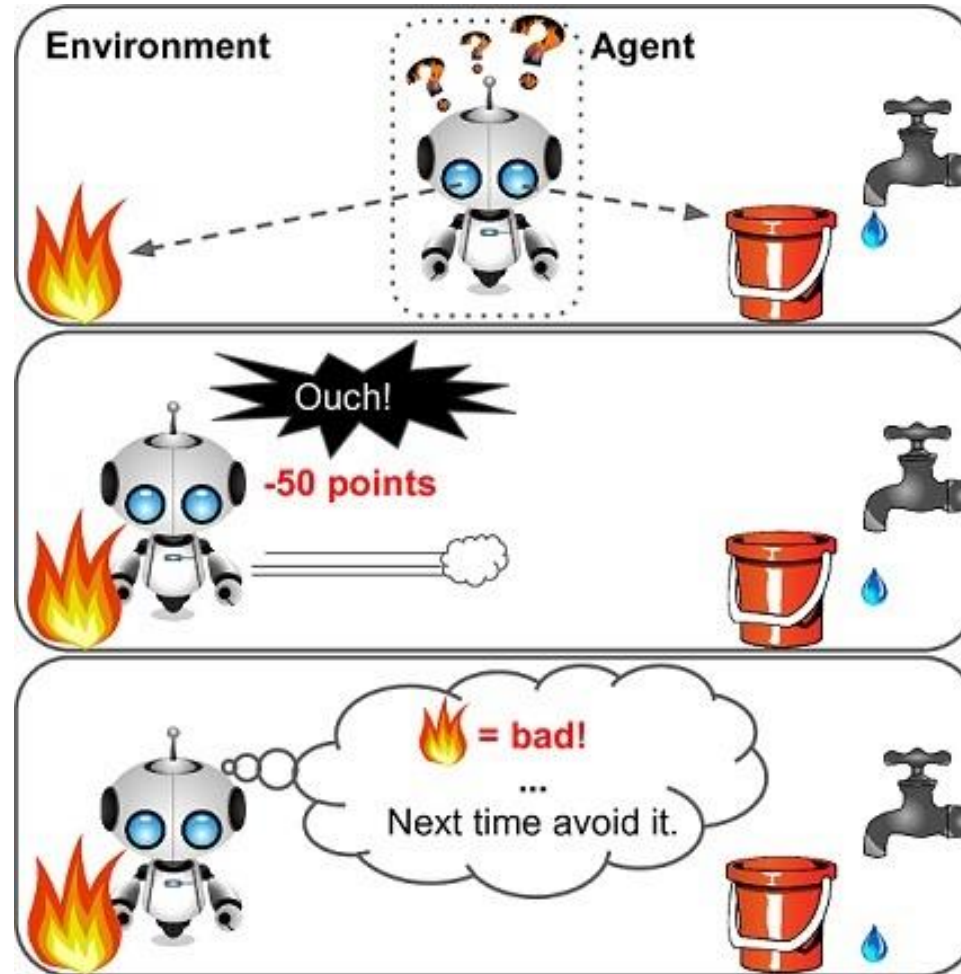 Environment
Agent
? ? ?
Ouch!
-50 points
= bad!
...
Next time avoid it.